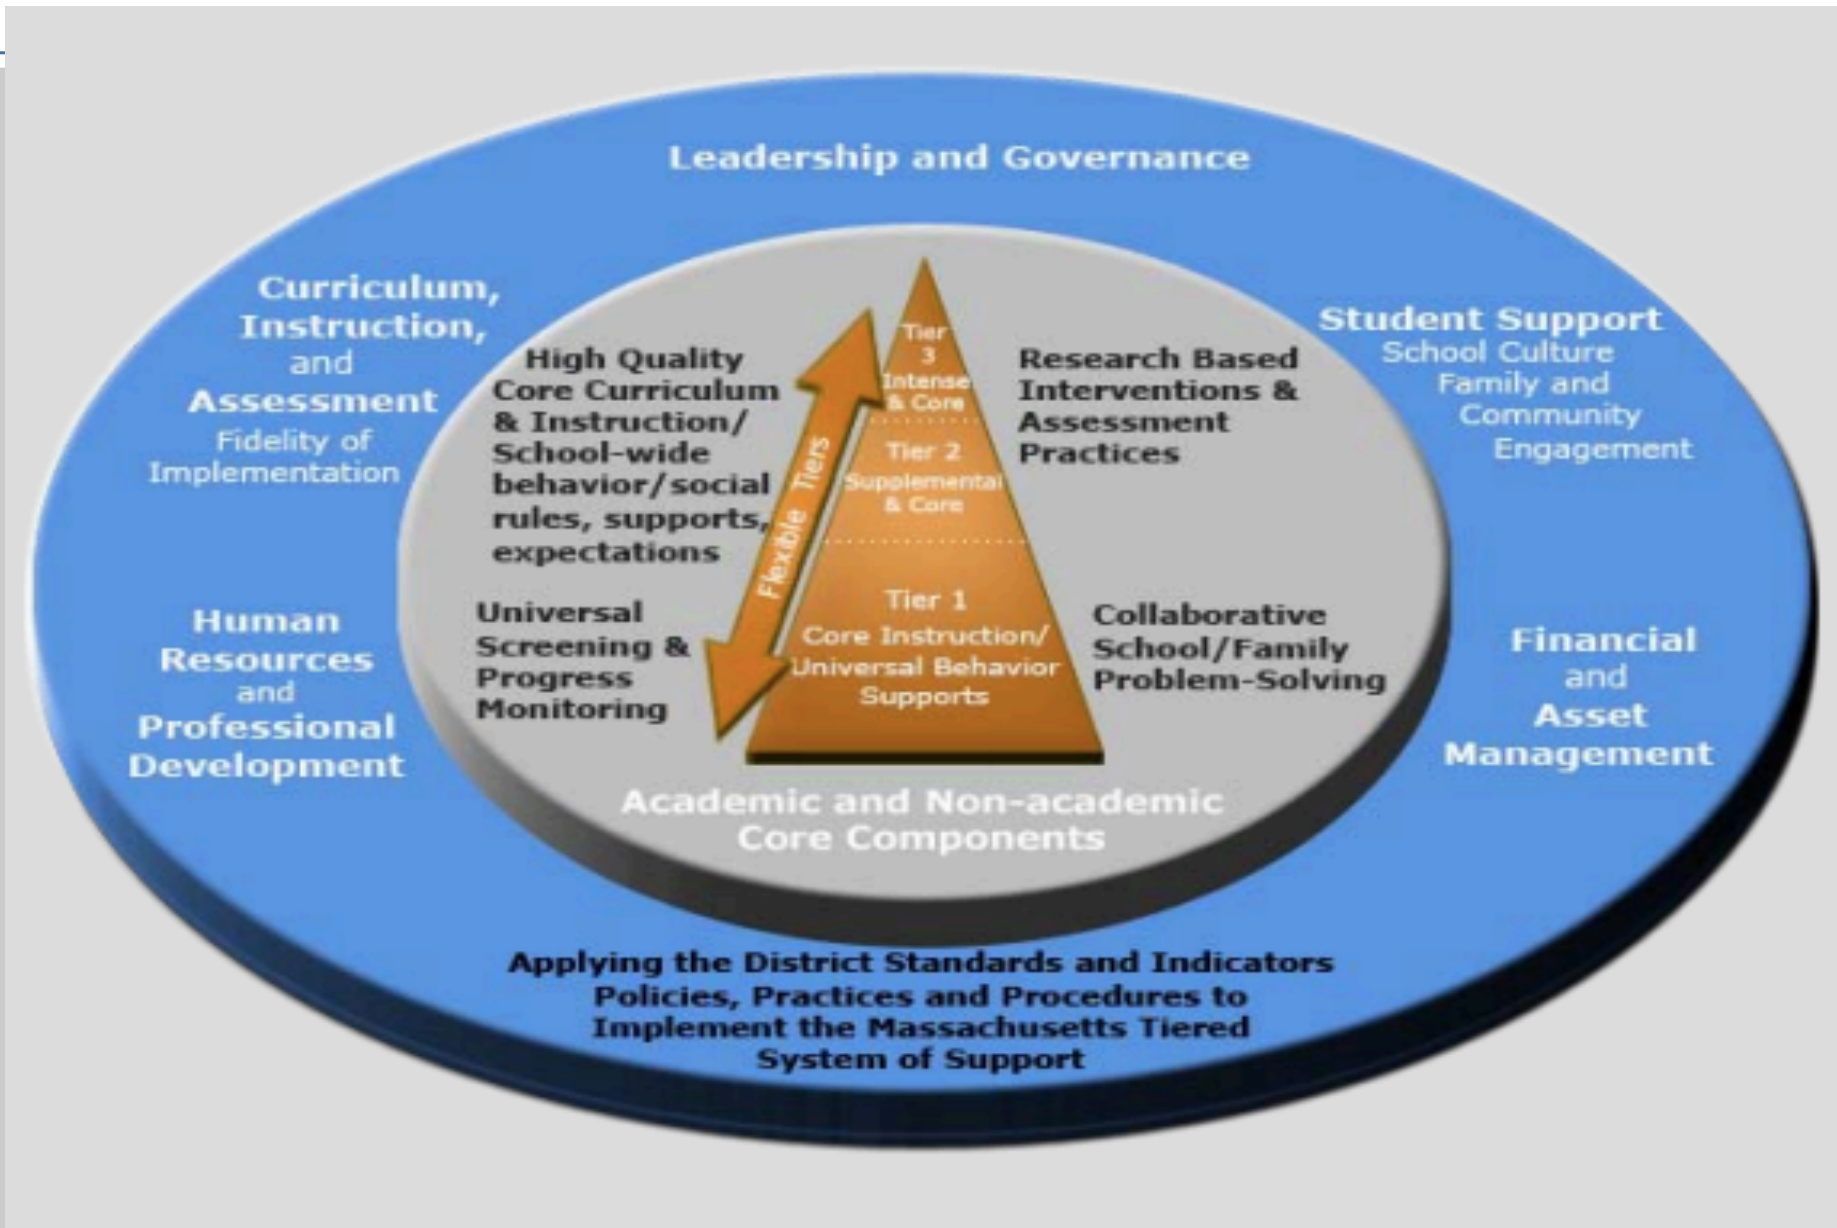 Leadership and Governance
Curriculum,
Instruction,
and
Assessment
Fidelity of
Implementation
Student Support
School Culture
Family and
Community
Engagement
Human
Resources
and
Professional
Development
Financial
and
Asset
Management
High Quality
Core Curriculum
& Instruction/
School-wide
behavior/social
rules, supports,
expectations
Universal
Screening &
Progress
Monitoring
Flexible Tiers
Tier
3
Intense
& Core
Tier 2
Supplemental
& Core
Tier 1
Core Instruction/
Universal Behavior
Supports
Research Based
Interventions &
Assessment
Practices
Collaborative
School/Family
Problem-Solving
Academic and Non-academic
Core Components
Applying the District Standards and Indicators
Policies, Practices and Procedures to
Implement the Massachusetts Tiered
System of Support